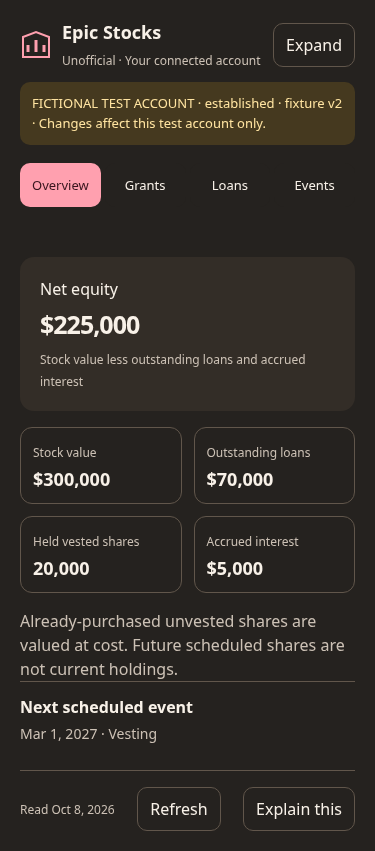 Epic Stocks
Unofficial · Your connected account
Expand
FICTIONAL TEST ACCOUNT · established · fixture v2
· Changes affect this test account only.
Overview
Grants
Loans
Events
Net equity
$225,000
Stock value less outstanding loans and accrued
interest
Stock value
$300,000
Outstanding loans
$70,000
Held vested shares
20,000
Accrued interest
$5,000
Already-purchased unvested shares are
valued at cost. Future scheduled shares are
not current holdings.
Next scheduled event
Mar 1, 2027 · Vesting
Read Oct 8, 2026
Refresh
Explain this